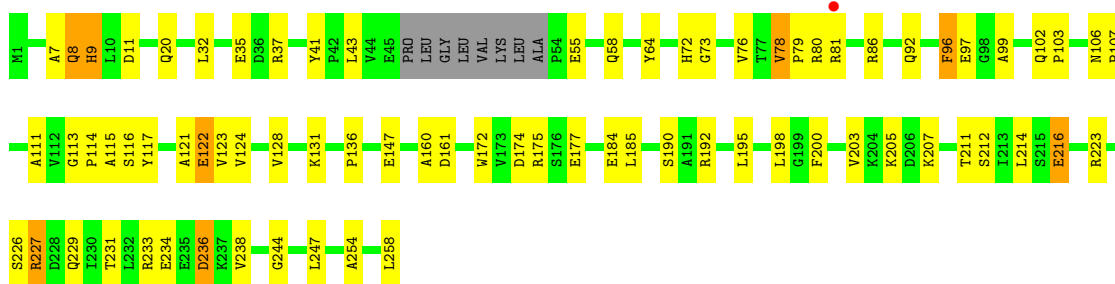 M1 A7 Q8 H9 L10 D11 Q20 L32 E35 D36 R37 Y41 P42 L43 V44 E45 PRO LEU GLY LEU VAL LYS LEU ALA P54 E55 Q58 Y64 H72 G73 V76 T77 V78 P79 R80 R81 R86 Q92 F96 E97 G98 A99 Q102 P103 N106
A111 V112 G113 P114 A115 S116 Y117 A121 E122 V123 V124 V128 K131 P136 E147 A160 D161 W172 V173 D174 R175 S176 E177 E184 L185 S190 A191 R192 L195 L198 G199 F200 V203 K204 K205 D206 K207 T211 S212 I213 L214 S215 E216 R223
S226 R227 D228 Q229 I230 T231 L232 R233 E234 E235 D236 K237 V238 G244 L247 A254 L258